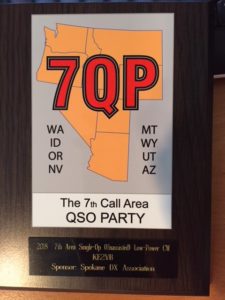 7QP
WA MT
ID WY
OR UT
NV AZ
The 7th Call Area
QSO PARTY
2018 7th Area Single-Op (Unassisted) Low-Power CW
Sponsor: Spokane DX Association